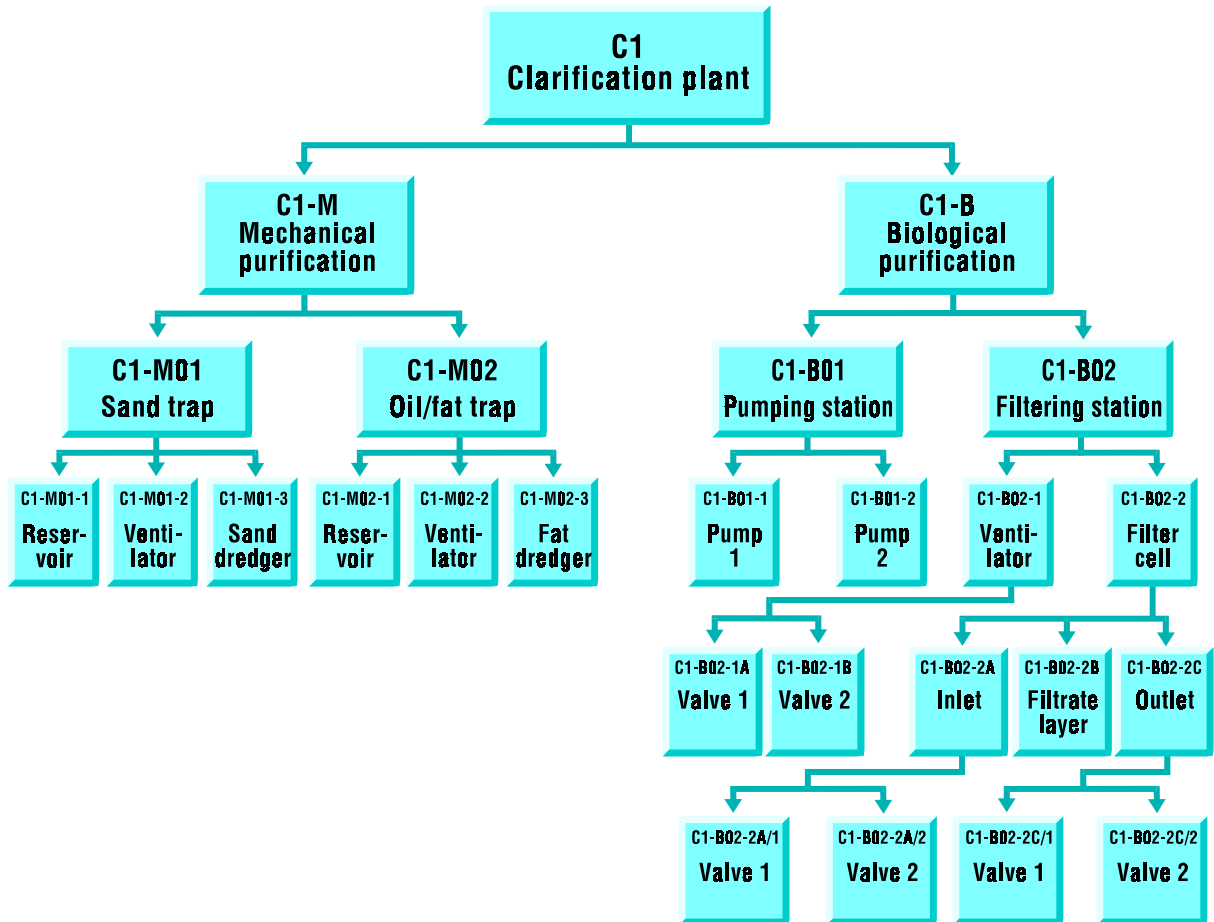 C1
Clarification plant
C1-M
Mechanical
purification
C1-B
Biological
purification
C1-M01
Sand trap
C1-M02
Oil/fat trap
C1-B01
Pumping station
C1-B02
Filtering station
C1-M01-1
Reser-
voir
C1-M01-2
Venti-
lator
C1-M01-3
Sand
dredger
C1-M02-1
Reser-
voir
C1-M02-2
Venti-
lator
C1-M02-3
Fat
dredger
C1-B01-1
Pump
1
C1-B01-2
Pump
2
C1-B02-1
Venti-
lator
C1-B02-2
Filter
cell
C1-B02-1A
Valve 1
C1-B02-1B
Valve 2
C1-B02-2A
Inlet
C1-B02-2B
Filtrate
layer
C1-B02-2C
Outlet
C1-B02-2A/1
Valve 1
C1-B02-2A/2
Valve 2
C1-B02-2C/1
Valve 1
C1-B02-2C/2
Valve 2